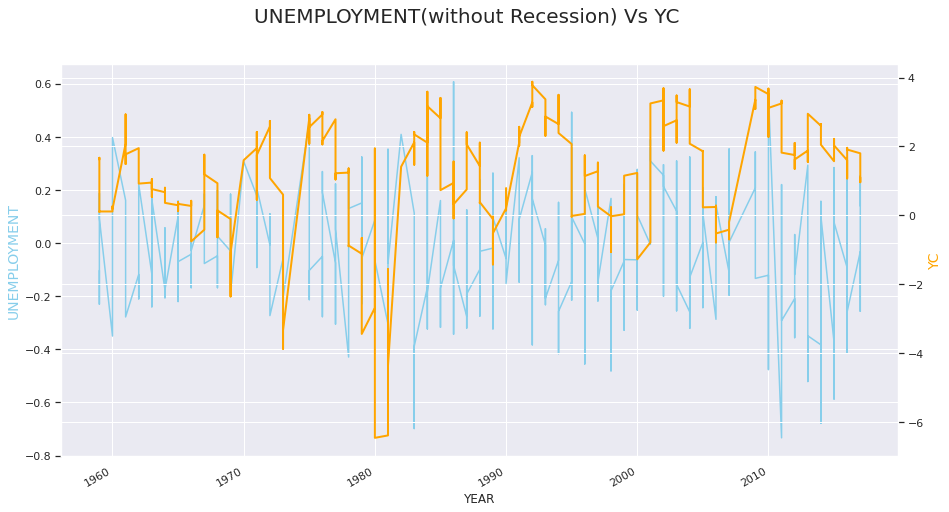 UNEMPLOYMENT(without Recession) Vs YC
0.6
0.4
0.2
0.0
−0.2
−0.4
−0.6
−0.8
UNEMPLOYMENT
4
2
0
−2
−4
−6
YC
1960 1970 1980 1990 2000 2010
YEAR